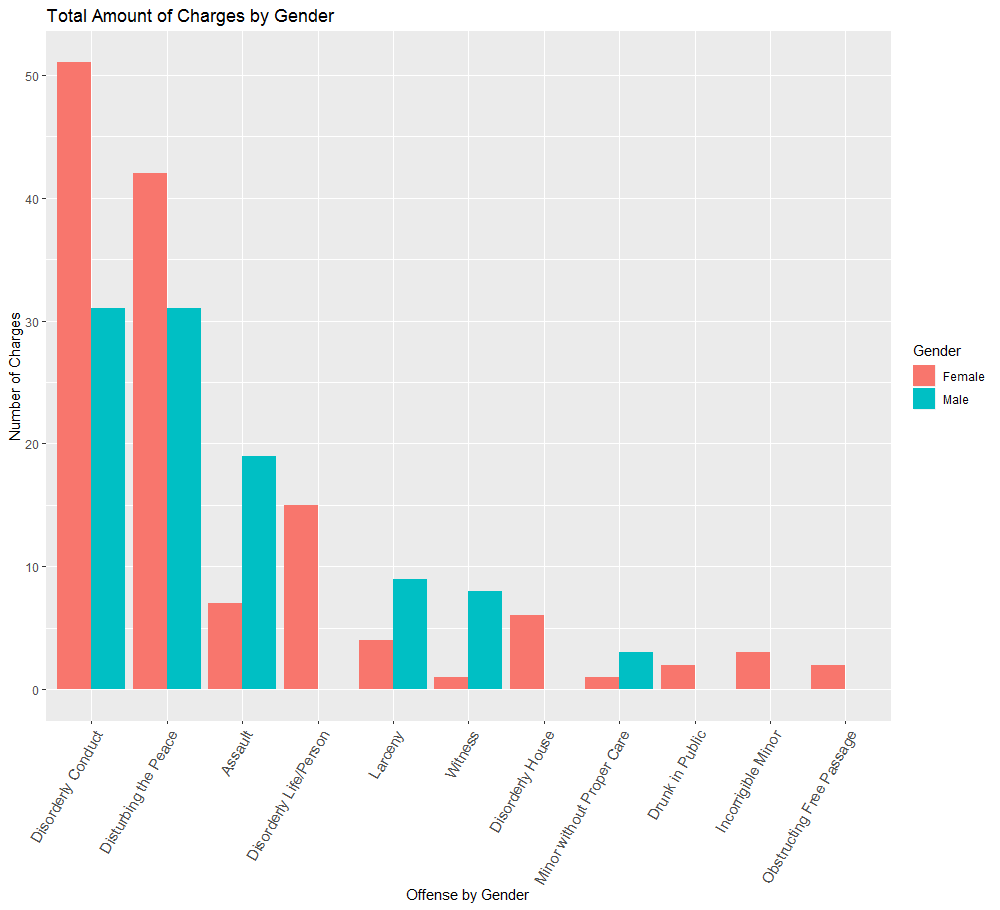 Total Amount of Charges by Gender
Number of Charges
50
40
30
20
10
0
Disorderly Conduct
Disturbing the Peace
Assault
Disorderly Life/Person
Larceny
Witness
Disorderly House
Minor without Proper Care
Drunk in Public
Incorrigible Minor
Obstructing Free Passage
Offense by Gender
Gender
Female
Male